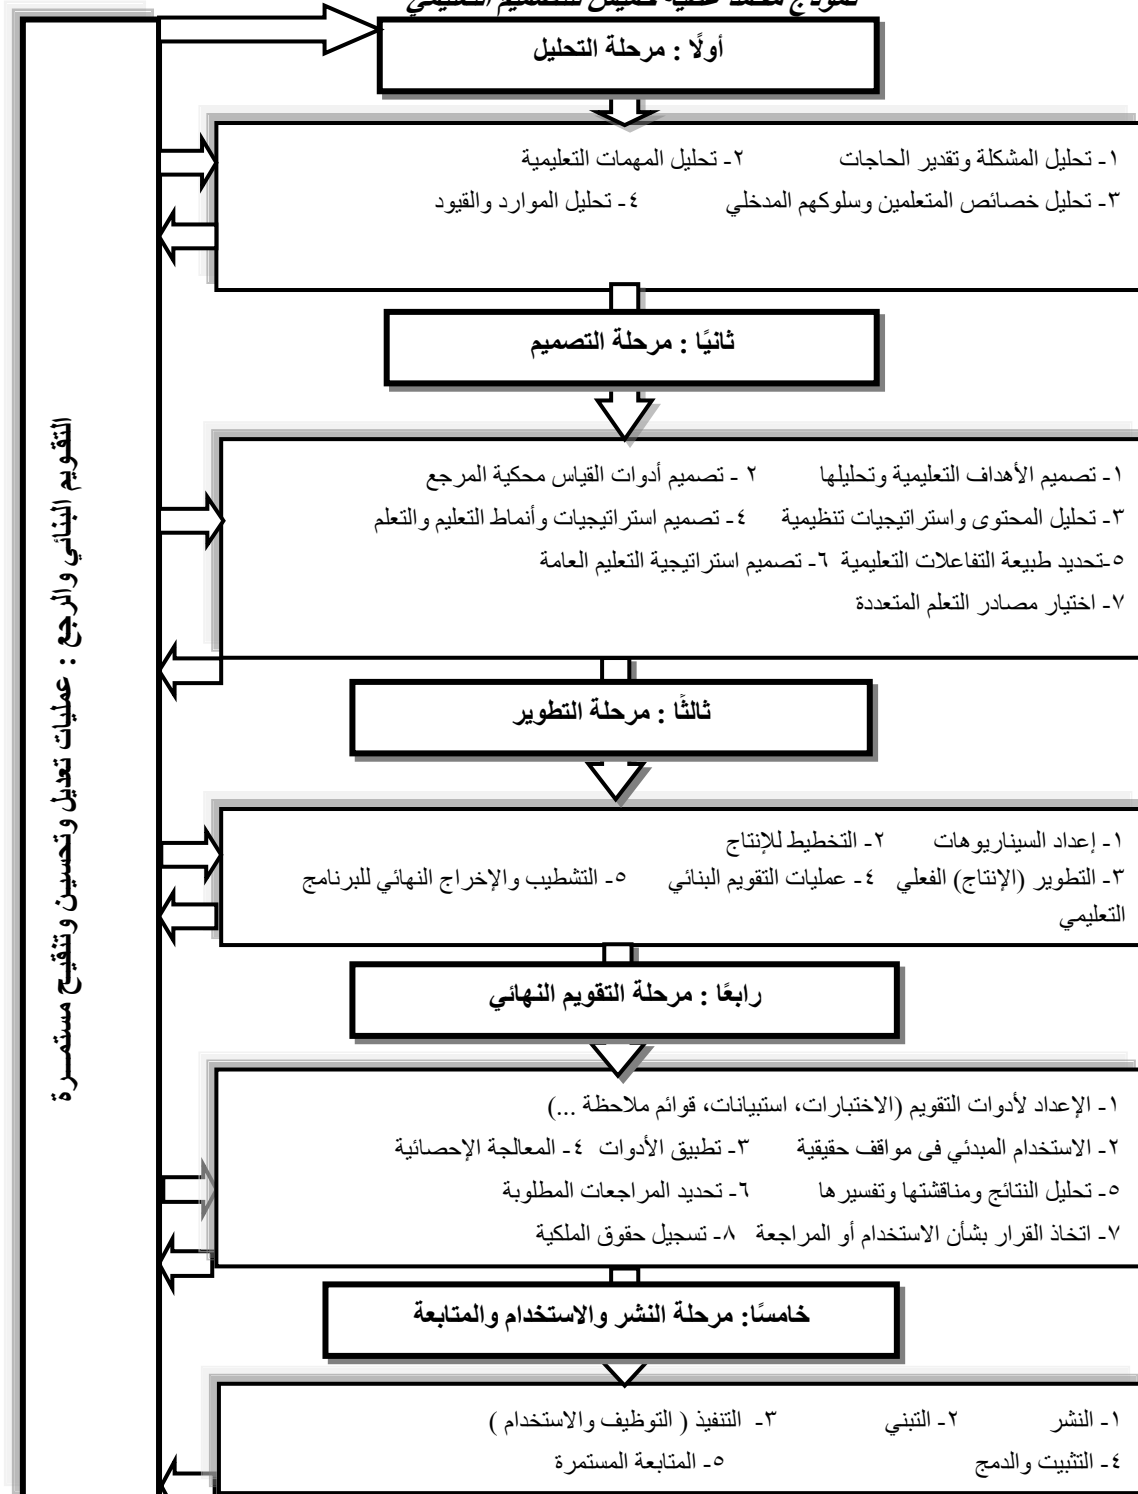 أولًا : مرحلة التحليل
١- تحليل المشكلة وتقدير الحاجات ٢- تحليل المهمات التعليمية
٣- تحليل خصائص المتعلمين وسلوكهم المدخلي ٤- تحليل الموارد والقيود
ثانيًا : مرحلة التصميم
١- تصميم الأهداف التعليمية وتحليلها ٢ - تصميم أدوات القياس محكية المرجع
٣- تحليل المحتوى واستراتيجيات تنظيمية ٤- تصميم استراتيجيات وأنماط التعليم والتعلم
٥-تحديد طبيعة التفاعلات التعليمية ٦- تصميم استراتيجية التعليم العامة
٧- اختيار مصادر التعلم المتعددة
ثالثًا : مرحلة التطوير
١- إعداد السيناريوهات ٢- التخطيط للإنتاج
٣- التطوير (الإنتاج) الفعلي ٤- عمليات التقويم البنائي ٥- التشطيب والإخراج النهائي للبرنامج
التعليمي
رابعًا : مرحلة التقويم النهائي
١- الإعداد لأدوات التقويم (الاختبارات، استبيانات، قوائم ملاحظة ...)
٢- الاستخدام المبدئي فى مواقف حقيقية ٣- تطبيق الأدوات ٤- المعالجة الإحصائية
٥- تحليل النتائج ومناقشتها وتفسيرها ٦- تحديد المراجعات المطلوبة
٧- اتخاذ القرار بشأن الاستخدام أو المراجعة ٨- تسجيل حقوق الملكية
خامسًا: مرحلة النشر والاستخدام والمتابعة
١- النشر ٢- التبني ٣- التنفيذ ( التوظيف والاستخدام )
٤- التثبيت والدمج ٥- المتابعة المستمرة
التقويم البنائي والرجع : عمليات تعديل وتحسين وتنقيح مستمــرة